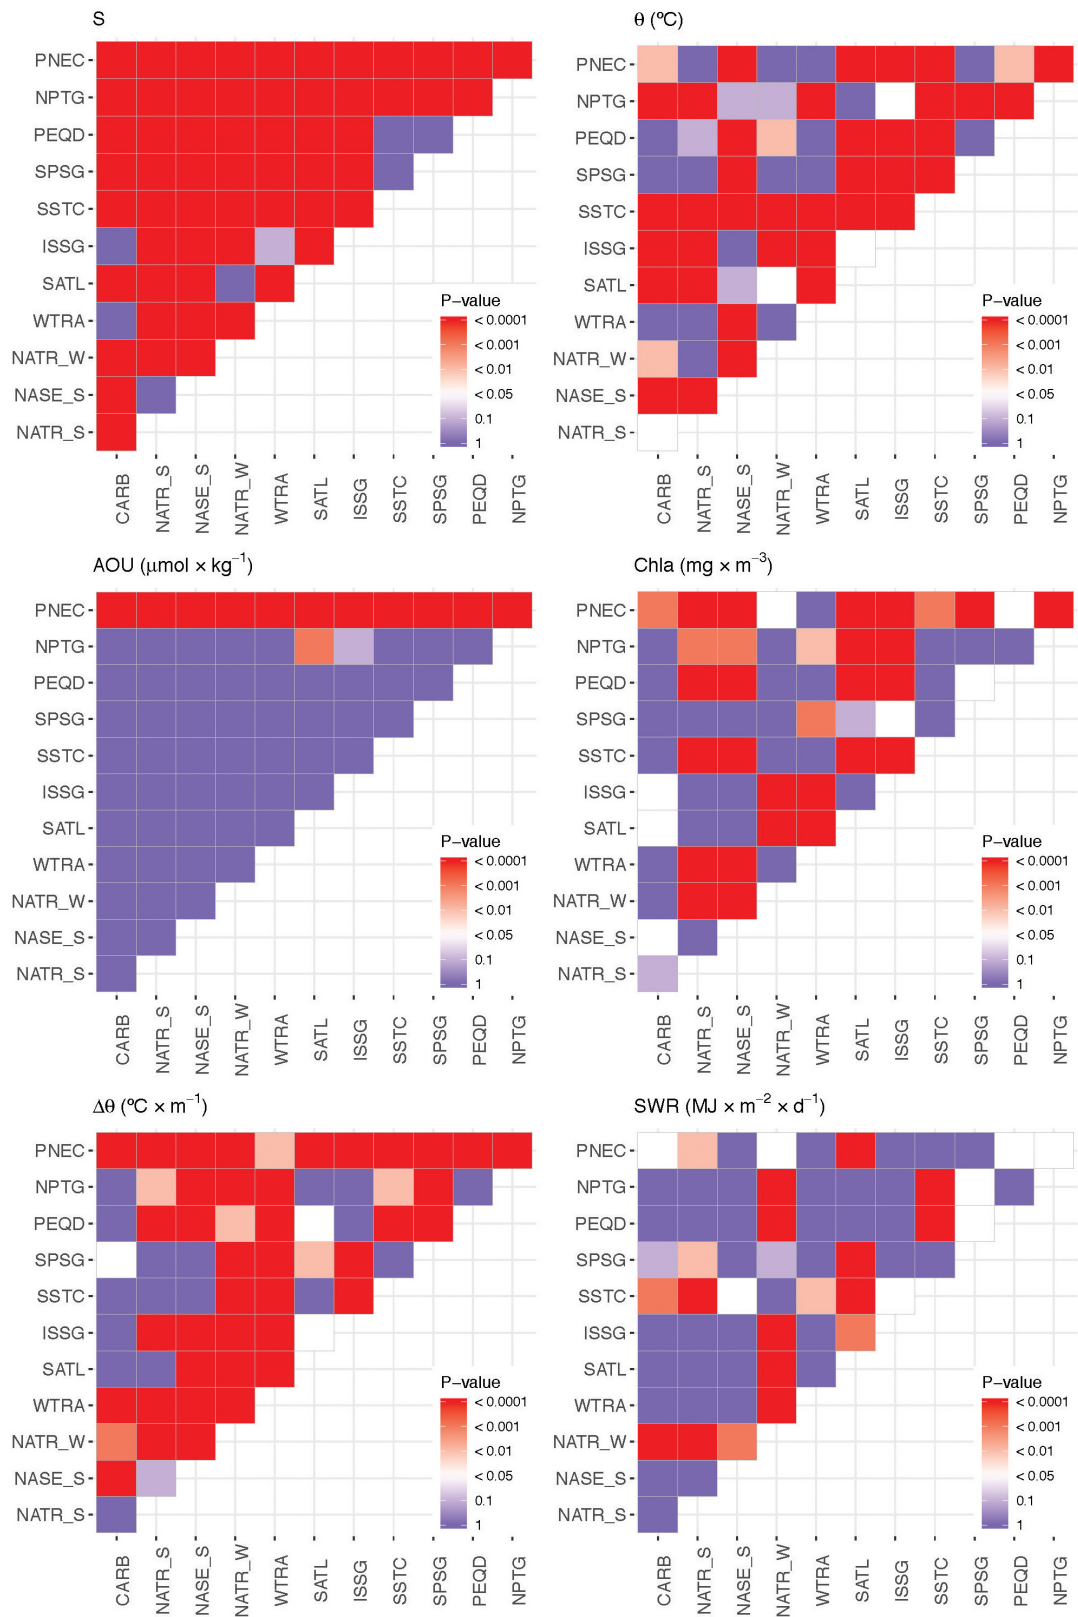 S
PNEC
NPTG
PEQD
SPSG
SSTC
ISSG
SATL
WTRA
NATR_W
NASE_S
NATR_S
P−value
< 0.0001
< 0.001
< 0.01
< 0.05
0.1
1
CARB
NATR_S
NASE_S
NATR_W
WTRA
SATL
ISSG
SSTC
SPSG
PEQD
NPTG
θ (ºC)
PNEC
NPTG
PEQD
SPSG
SSTC
ISSG
SATL
WTRA
NATR_W
NASE_S
NATR_S
P−value
< 0.0001
< 0.001
< 0.01
< 0.05
0.1
1
CARB
NATR_S
NASE_S
NATR_W
WTRA
SATL
ISSG
SSTC
SPSG
PEQD
NPTG
AOU (μmol × kg⁻¹)
PNEC
NPTG
PEQD
SPSG
SSTC
ISSG
SATL
WTRA
NATR_W
NASE_S
NATR_S
P−value
< 0.0001
< 0.001
< 0.01
< 0.05
0.1
1
CARB
NATR_S
NASE_S
NATR_W
WTRA
SATL
ISSG
SSTC
SPSG
PEQD
NPTG
Chla (mg × m⁻³)
PNEC
NPTG
PEQD
SPSG
SSTC
ISSG
SATL
WTRA
NATR_W
NASE_S
NATR_S
P−value
< 0.0001
< 0.001
< 0.01
< 0.05
0.1
1
CARB
NATR_S
NASE_S
NATR_W
WTRA
SATL
ISSG
SSTC
SPSG
PEQD
NPTG
Δθ (ºC × m⁻¹)
PNEC
NPTG
PEQD
SPSG
SSTC
ISSG
SATL
WTRA
NATR_W
NASE_S
NATR_S
P−value
< 0.0001
< 0.001
< 0.01
< 0.05
0.1
1
CARB
NATR_S
NASE_S
NATR_W
WTRA
SATL
ISSG
SSTC
SPSG
PEQD
NPTG
SWR (MJ × m⁻² × d⁻¹)
PNEC
NPTG
PEQD
SPSG
SSTC
ISSG
SATL
WTRA
NATR_W
NASE_S
NATR_S
P−value
< 0.0001
< 0.001
< 0.01
< 0.05
0.1
1
CARB
NATR_S
NASE_S
NATR_W
WTRA
SATL
ISSG
SSTC
SPSG
PEQD
NPTG